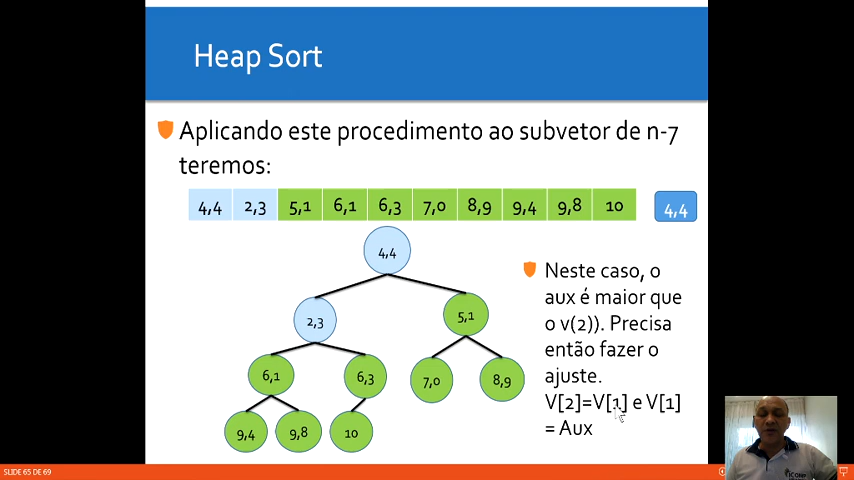 Heap Sort
Aplicando este procedimento ao subvetor de n-7
teremos:
4,4 2,3 5,1 6,1 6,3 7,0 8,9 9,4 9,8 10 4,4
4,4
2,3 5,1
6,1 6,3 7,0 8,9
9,4 9,8 10
Neste caso, o
aux é maior que
o v(2)). Precisa
então fazer o
ajuste.
V[2]=V[1] e V[1]
= Aux
SLIDE 65 DE 69